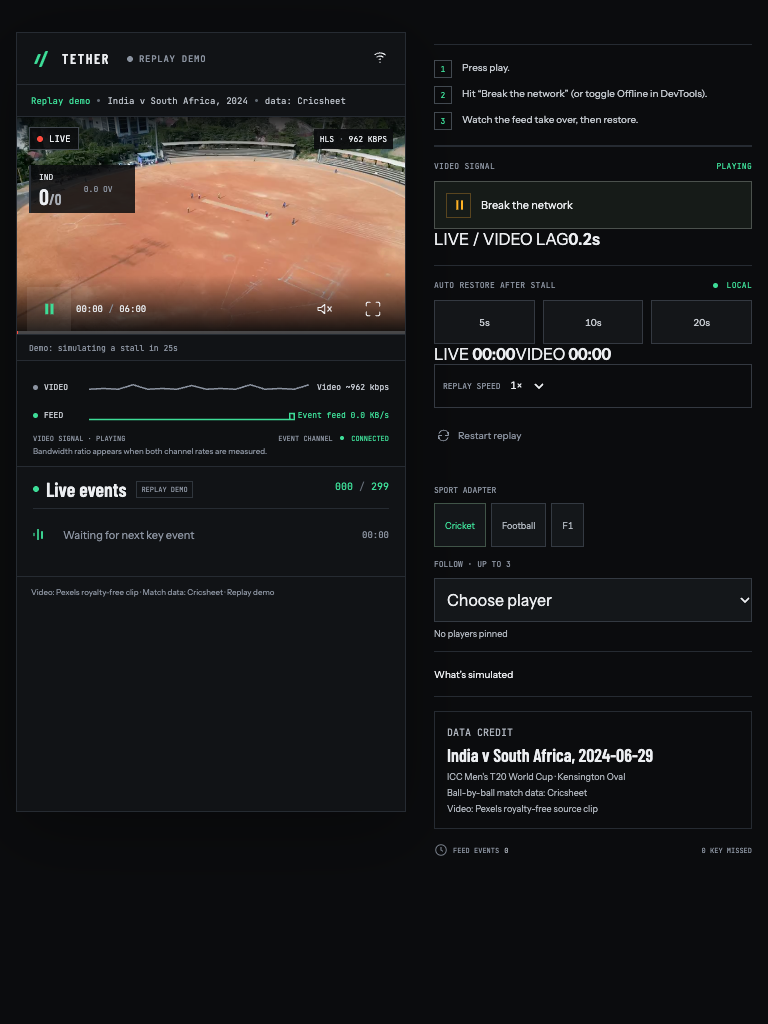 TETHER
REPLAY DEMO
Replay demo • India v South Africa, 2024 • data: Cricsheet
LIVE
HLS · 962 KBPS
IND
0/0
0.0 OV
00:00 / 06:00
Demo: simulating a stall in 25s
VIDEO
Video ~962 kbps
FEED
Event feed 0.0 KB/s
VIDEO SIGNAL · PLAYING
EVENT CHANNEL
CONNECTED
Bandwidth ratio appears when both channel rates are measured.
Live events
REPLAY DEMO
000 / 299
Waiting for next key event
00:00
Video: Pexels royalty-free clip · Match data: Cricsheet · Replay demo
1
Press play.
2
Hit “Break the network” (or toggle Offline in DevTools).
3
Watch the feed take over, then restore.
VIDEO SIGNAL
PLAYING
Break the network
LIVE / VIDEO LAG0.2s
AUTO RESTORE AFTER STALL
LOCAL
5s
10s
20s
LIVE 00:00VIDEO 00:00
REPLAY SPEED
1×
Restart replay
SPORT ADAPTER
Cricket
Football
F1
FOLLOW · UP TO 3
Choose player
No players pinned
What's simulated
DATA CREDIT
India v South Africa, 2024-06-29
ICC Men's T20 World Cup · Kensington Oval
Ball-by-ball match data: Cricsheet
Video: Pexels royalty-free source clip
FEED EVENTS 0
0 KEY MISSED